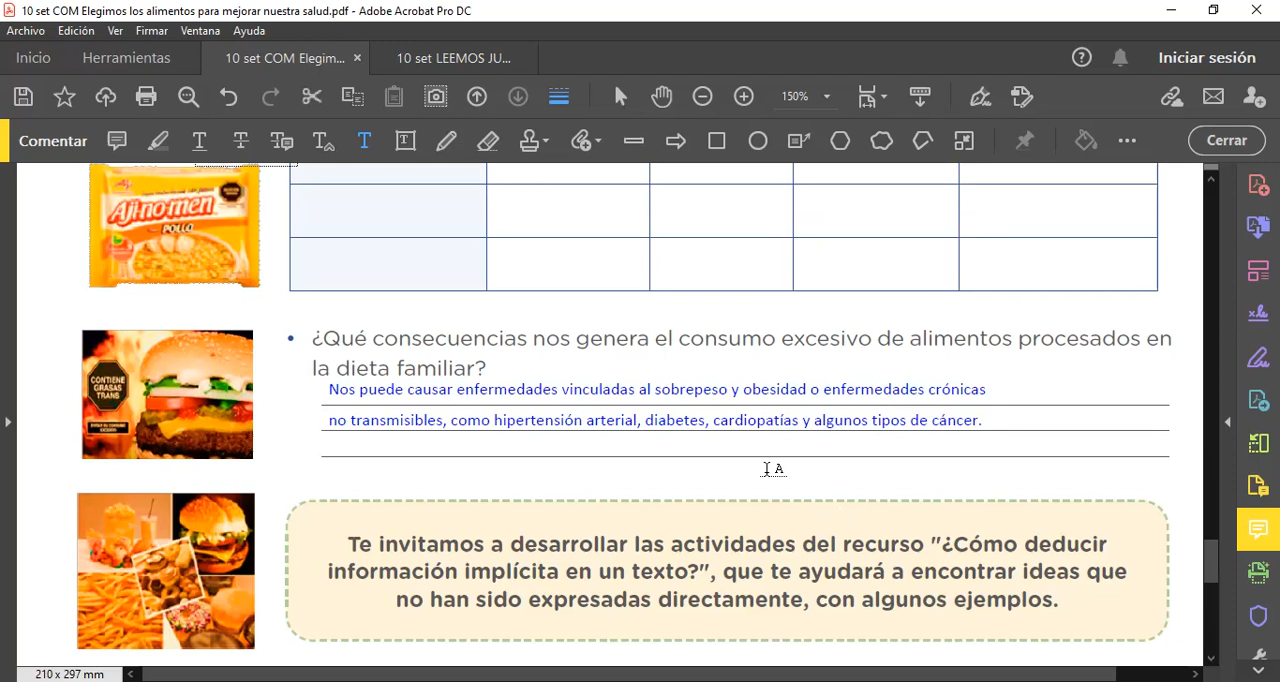 10 set COM Elegimos los alimentos para mejorar nuestra salud.pdf - Adobe Acrobat Pro DC
Archivo Edición Ver Firmar Ventana Ayuda
Inicio Herramientas 10 set COM Elegim... × 10 set LEEMOS JU... Iniciar sesión
150%
Comentar Cerrar
Aji-no-men
POLLO
¿Qué consecuencias nos genera el consumo excesivo de alimentos procesados en
la dieta familiar?
Nos puede causar enfermedades vinculadas al sobrepeso y obesidad o enfermedades crónicas
no transmisibles, como hipertensión arterial, diabetes, cardiopatías y algunos tipos de cáncer.
CONTIENE
GRASAS
TRANS
Te invitamos a desarrollar las actividades del recurso "¿Cómo deducir
información implícita en un texto?", que te ayudará a encontrar ideas que
no han sido expresadas directamente, con algunos ejemplos.
210 x 297 mm